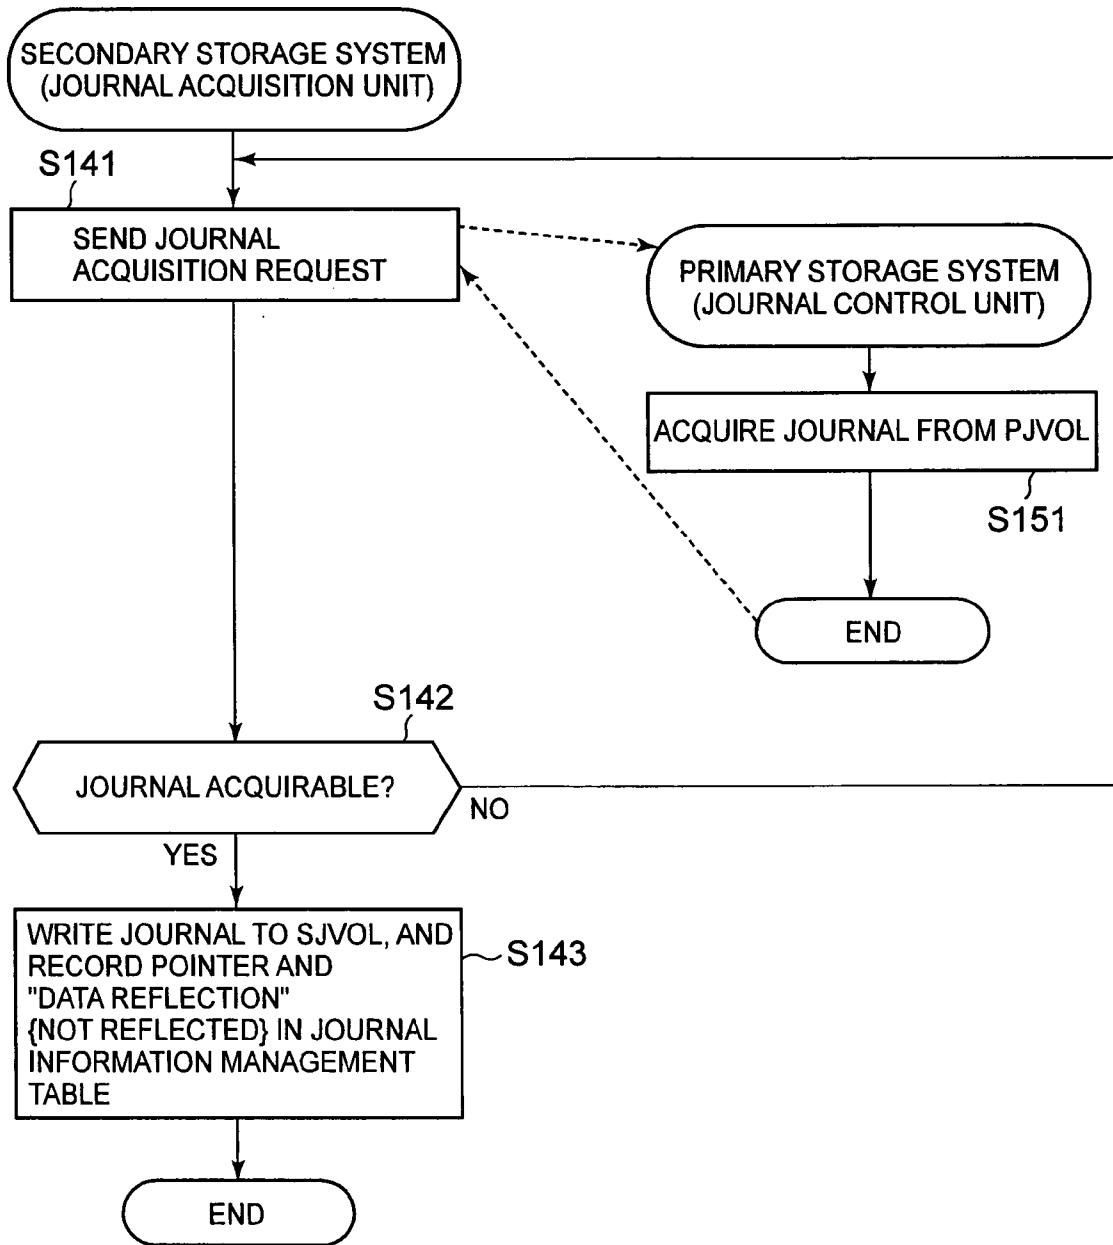 SECONDARY STORAGE SYSTEM
(JOURNAL ACQUISITION UNIT)
S141
SEND JOURNAL
ACQUISITION REQUEST
PRIMARY STORAGE SYSTEM
(JOURNAL CONTROL UNIT)
ACQUIRE JOURNAL FROM PJVOL
S151
END
S142
JOURNAL ACQUIRABLE?
NO
YES
WRITE JOURNAL TO SJVOL, AND
RECORD POINTER AND
"DATA REFLECTION"
{NOT REFLECTED} IN JOURNAL
INFORMATION MANAGEMENT
TABLE
S143
END